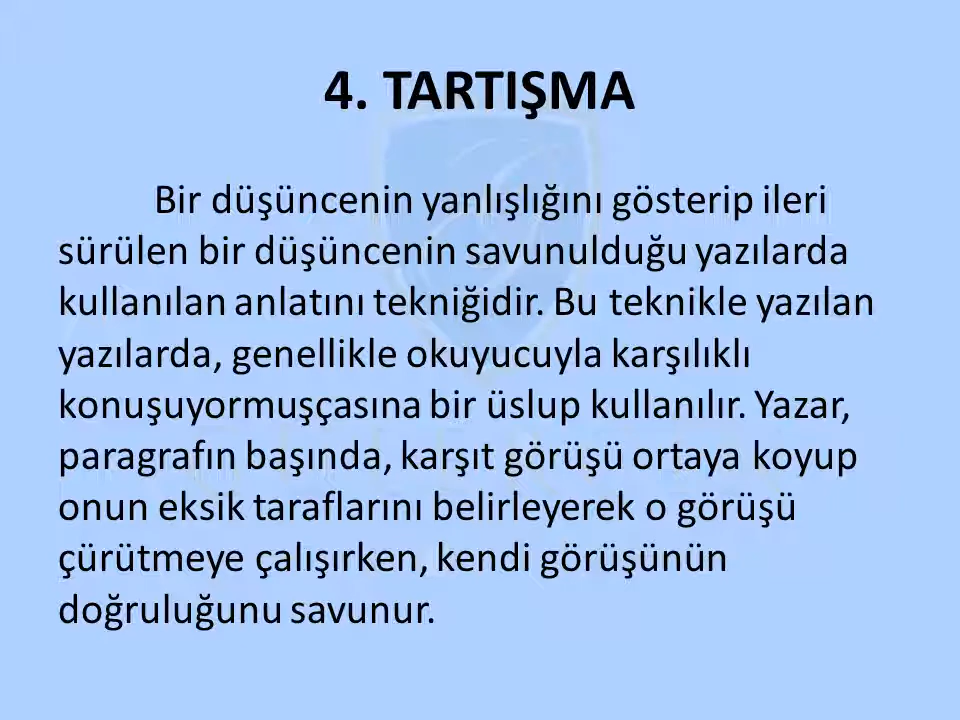 4. TARTIŞMA
Bir düşüncenin yanlışlığını gösterip ileri
sürülen bir düşüncenin savunulduğu yazılarda
kullanılan anlatını tekniğidir. Bu teknikle yazılan
yazılarda, genellikle okuyucuyla karşılıklı
konuşuyormuşçasına bir üslup kullanılır. Yazar,
paragrafın başında, karşıt görüşü ortaya koyup
onun eksik taraflarını belirleyerek o görüşü
çürütmeye çalışırken, kendi görüşünün
doğruluğunu savunur.